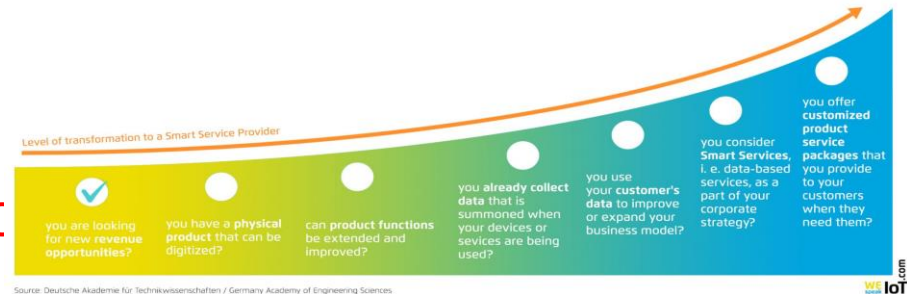 Level of transformation to a Smart Service Provider
you are looking
for new revenue
opportunities?
you have a physical
product that can be
digitized?
can product functions
be extended and
improved?
you already collect
data that is
summoned when
your devices or
sevices are being
used?
you use
your customer's
data to improve
or expand your
business model?
you consider
Smart Services,
i. e. data-based
services, as a
part of your
corporate
strategy?
you offer
customized
product
service
packages that
you provide
to your
customers
when they
need them?
Source: Deutsche Akademie für Technikwissenschaften / Germany Academy of Engineering Sciences
WE SPEAK IoT.com